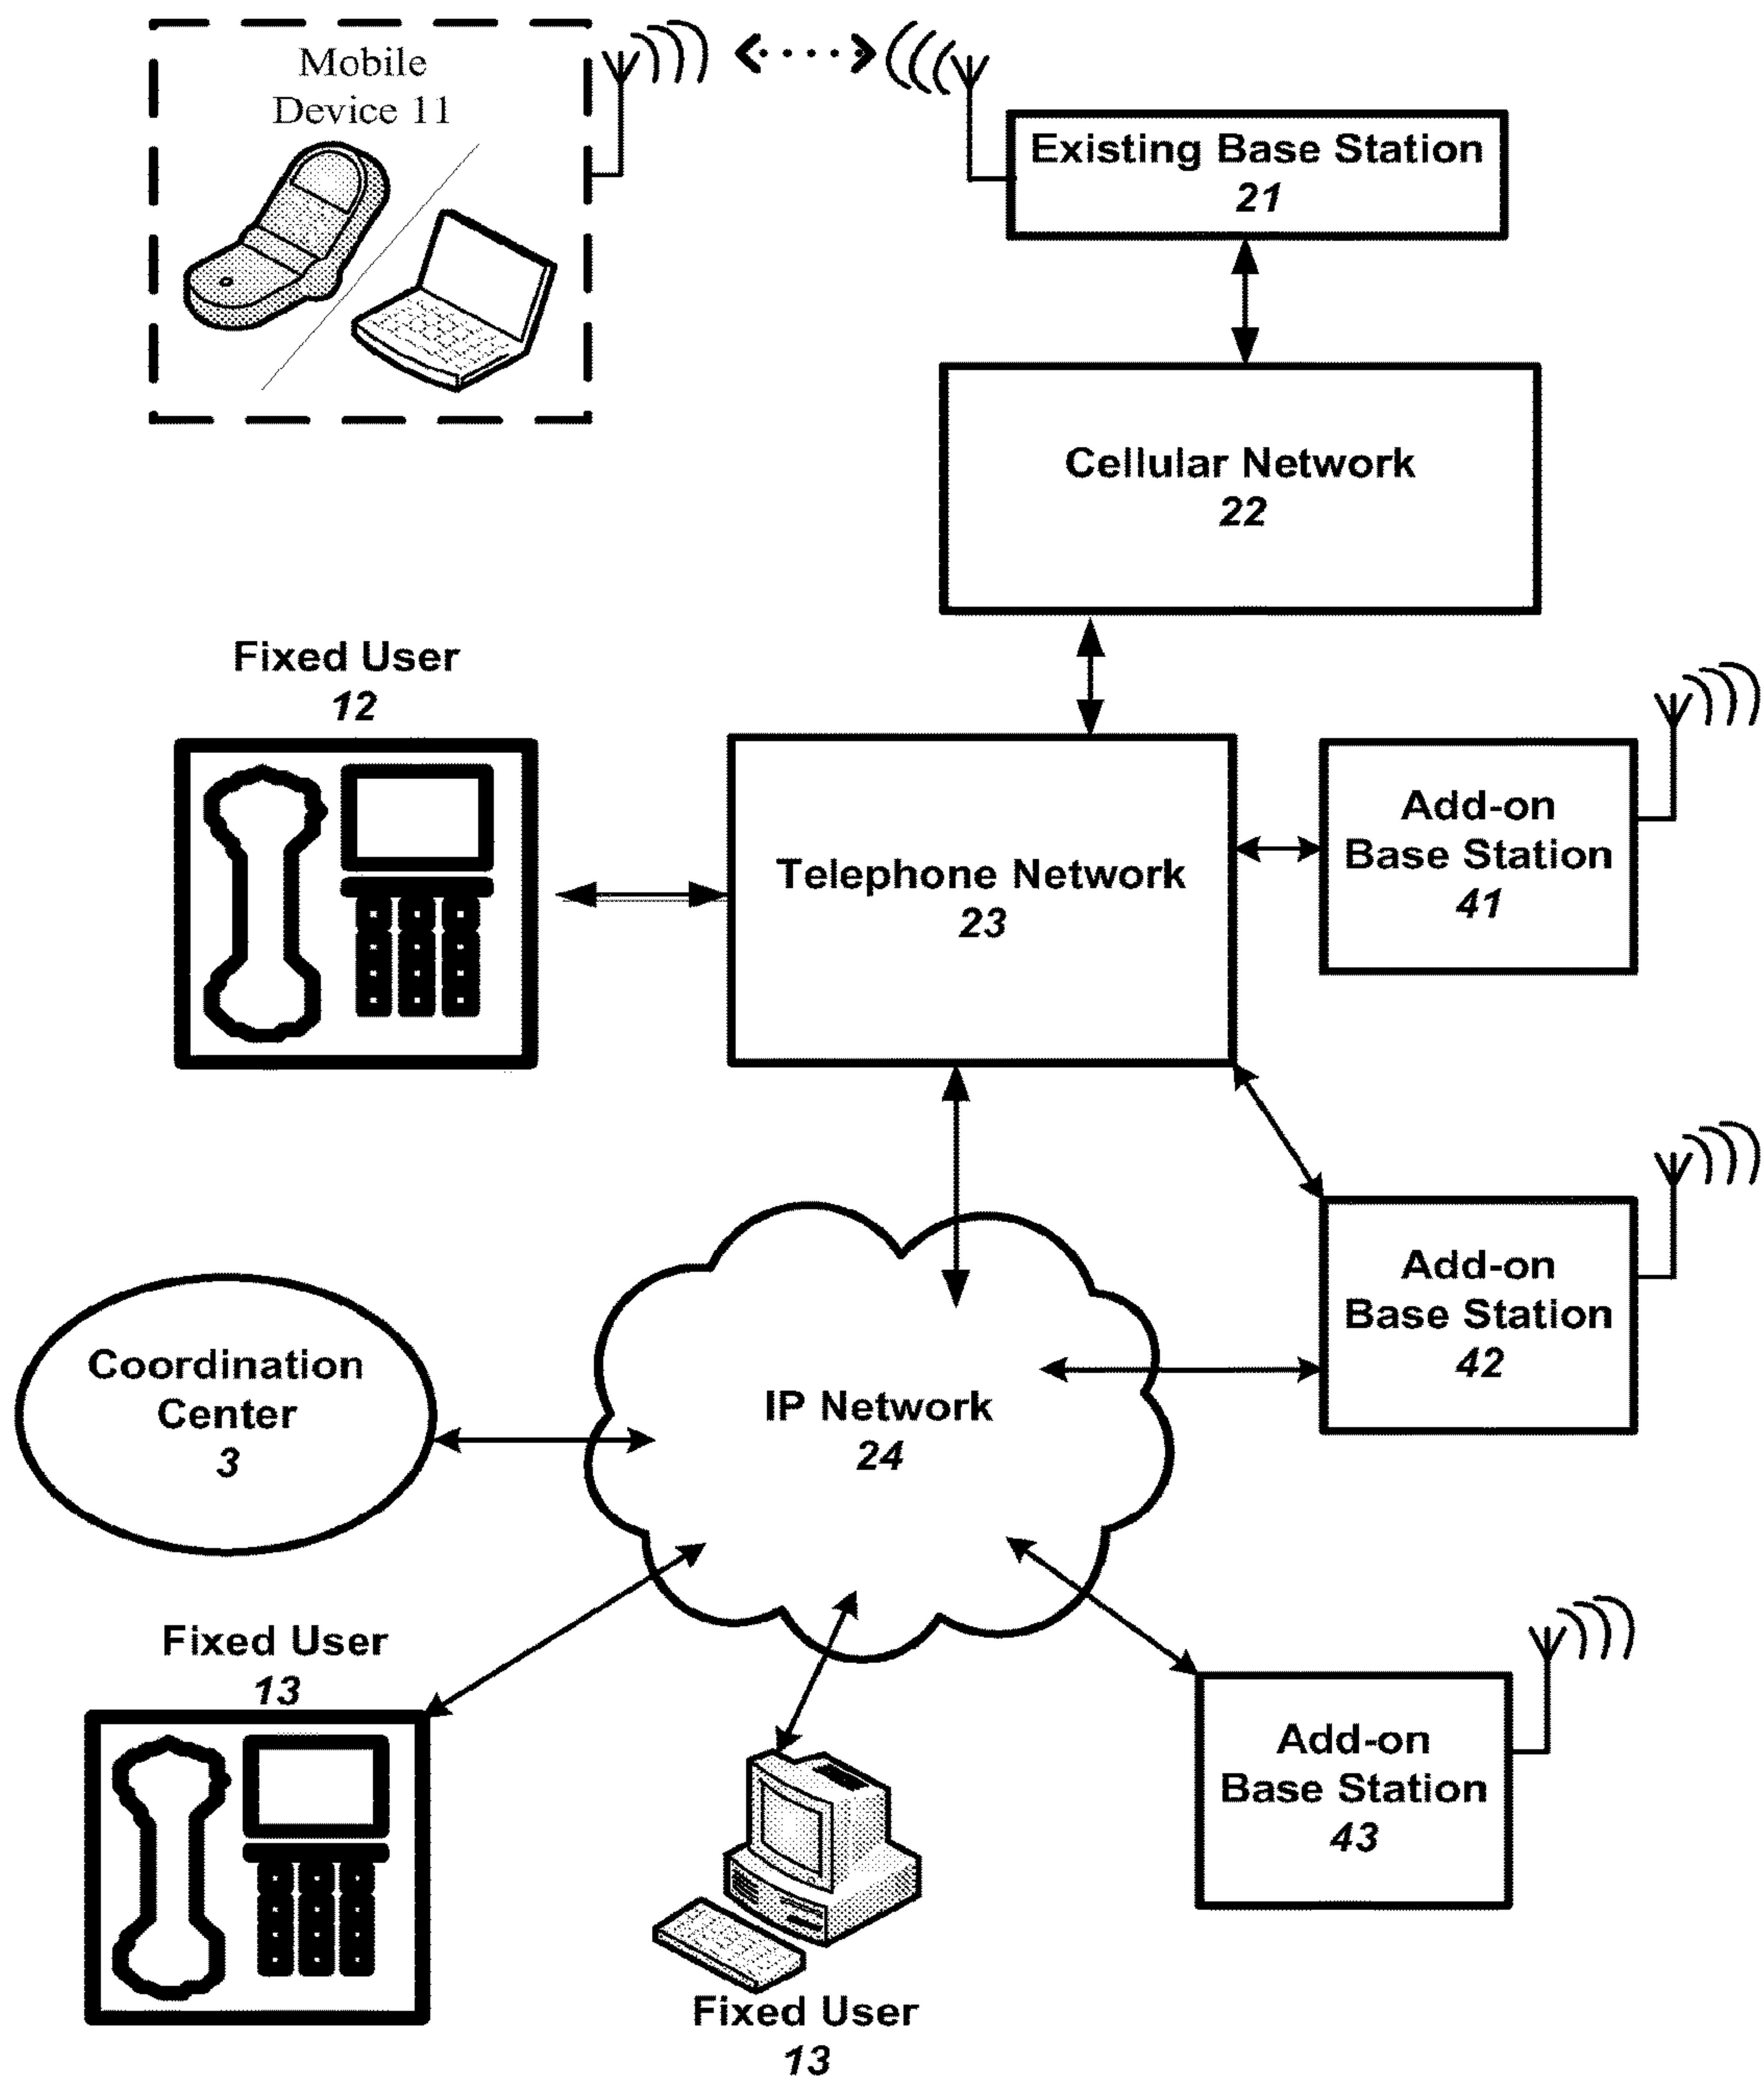 Mobile
Device 11
Existing Base Station
21
Cellular Network
22
Fixed User
12
Telephone Network
23
Add-on
Base Station
41
Add-on
Base Station
42
Coordination
Center
3
IP Network
24
Fixed User
13
Add-on
Base Station
43
Fixed User
13